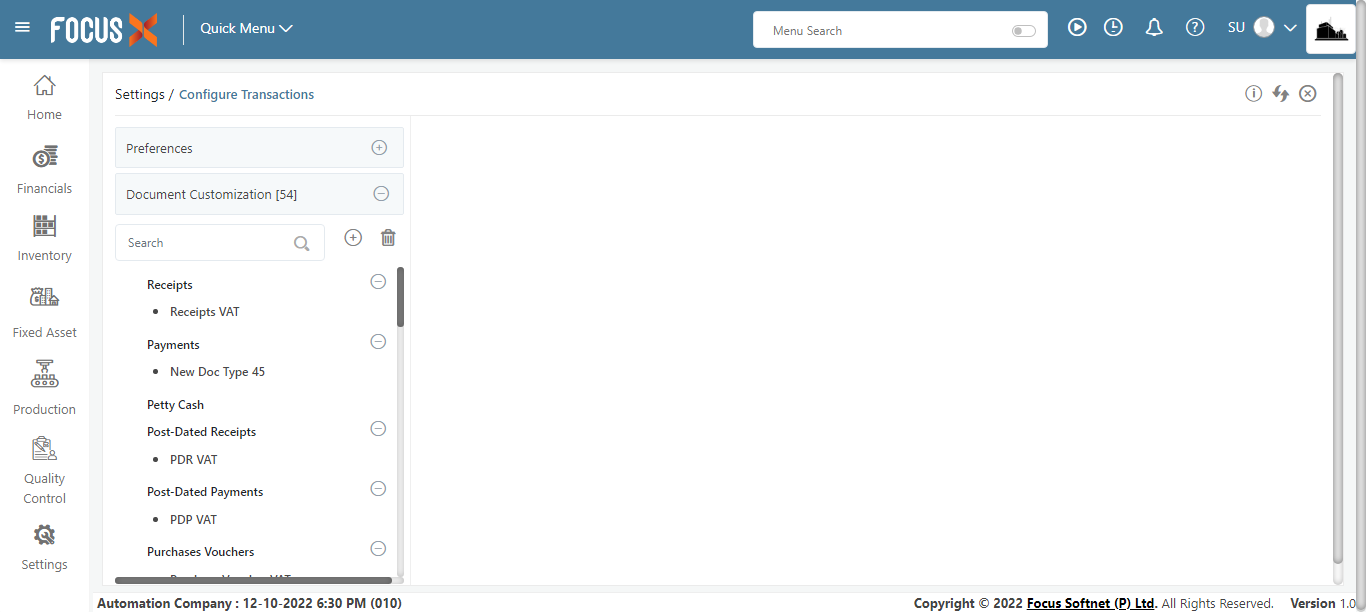 FOCUS X
Quick Menu
Menu Search
SU
Home
Financials
Inventory
Fixed Asset
Production
Quality
Control
Settings
Settings / Configure Transactions
Preferences
Document Customization [54]
Search
Receipts
• Receipts VAT
Payments
• New Doc Type 45
Petty Cash
Post-Dated Receipts
• PDR VAT
Post-Dated Payments
• PDP VAT
Purchases Vouchers
Automation Company : 12-10-2022 6:30 PM (010)
Copyright © 2022 Focus Softnet (P) Ltd. All Rights Reserved. Version 1.0